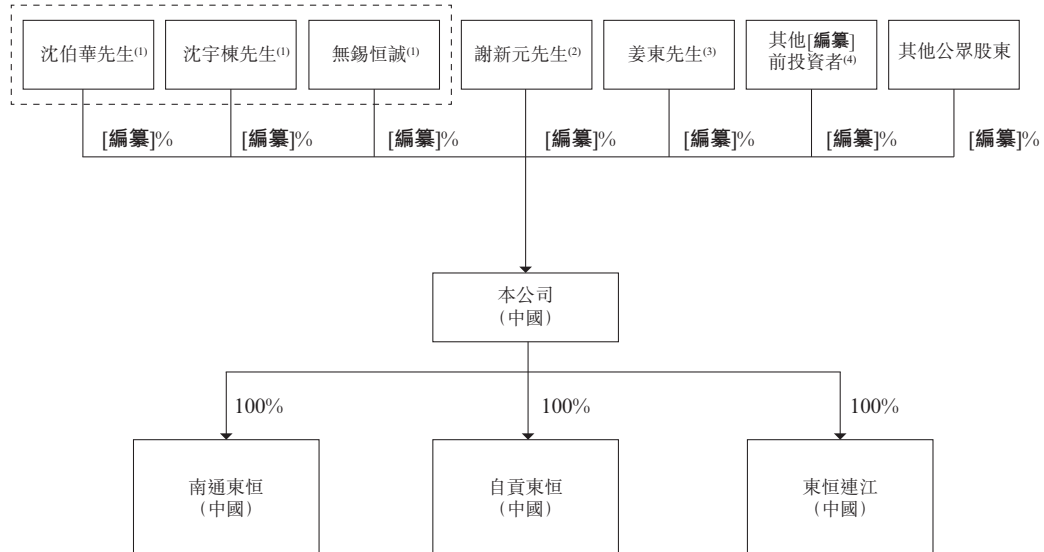 沈伯華先生(1)
沈宇棟先生(1)
無錫恒誠(1)
謝新元先生(2)
姜東先生(3)
其他[編纂]
前投資者(4)
其他公眾股東
[編纂]%
[編纂]%
[編纂]%
[編纂]%
[編纂]%
[編纂]%
[編纂]%
本公司
（中國）
100%
100%
100%
南通東恒
（中國）
自貢東恒
（中國）
東恒連江
（中國）